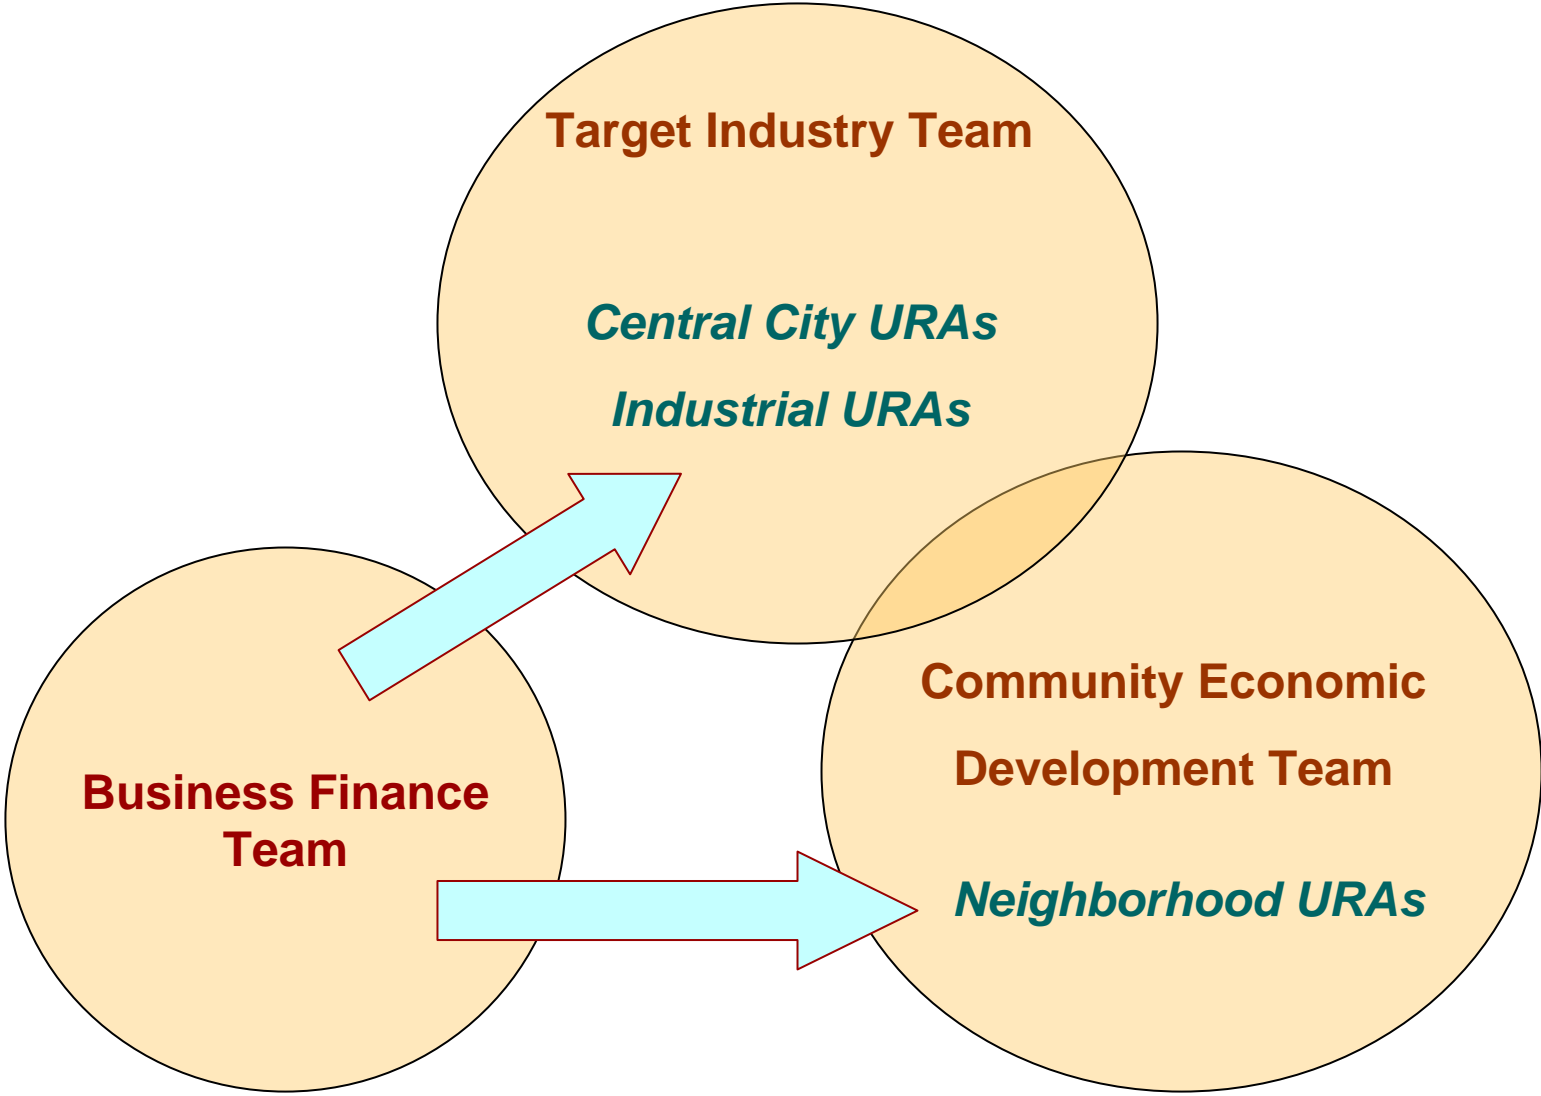 Target Industry Team
Central City URAs
Industrial URAs
Community Economic
Development Team
Neighborhood URAs
Business Finance
Team